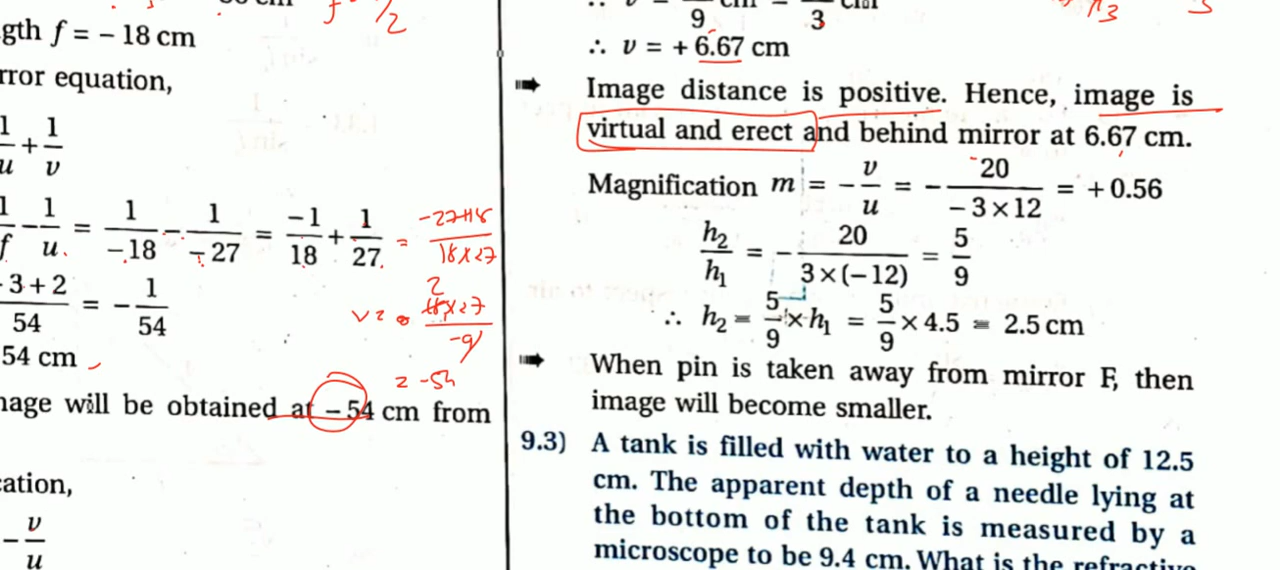 gth f = – 18 cm
rror equation,
1/u + 1/v
1/f – 1/u = 1/–18 – 1/–27 = –1/18 + 1/27 = –27+18/18×27
3 + 2/54 = – 1/54
54 cm
= –54
age will be obtained at –54 cm from
ation,
– v/u
∴ v = + 6.67 cm
Image distance is positive. Hence, image is
virtual and erect and behind mirror at 6.67 cm.
Magnification m = – v/u = – 20/– 3 × 12 = + 0.56
h₂/h₁ = – 20/3 × (–12) = 5/9
∴ h₂ = 5/9 × h₁ = 5/9 × 4.5 = 2.5 cm
When pin is taken away from mirror F, then
image will become smaller.
9.3) A tank is filled with water to a height of 12.5
cm. The apparent depth of a needle lying at
the bottom of the tank is measured by a
microscope to be 9.4 cm. What is the refractive